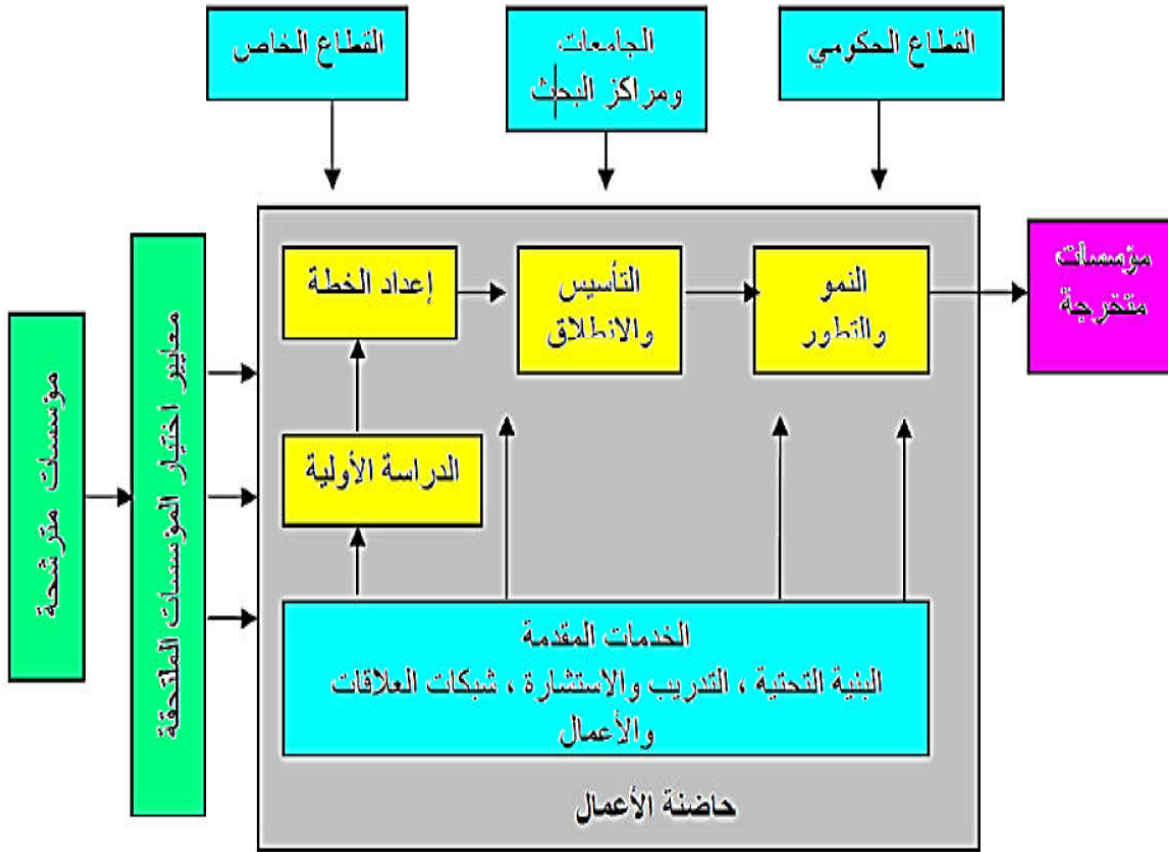 القطاع الخاص
الجامعات
ومراكز البحث
القطاع الحكومي
مؤسسات مترشحة
معايير اختيار المؤسسات الملتحقة
إعداد الخطة
التأسيس
والانطلاق
النمو
والتطور
مؤسسات
متخرجة
الدراسة الأولية
الخدمات المقدمة
البنية التحتية ، التدريب والاستشارة ، شبكات العلاقات
والأعمال
حاضنة الأعمال